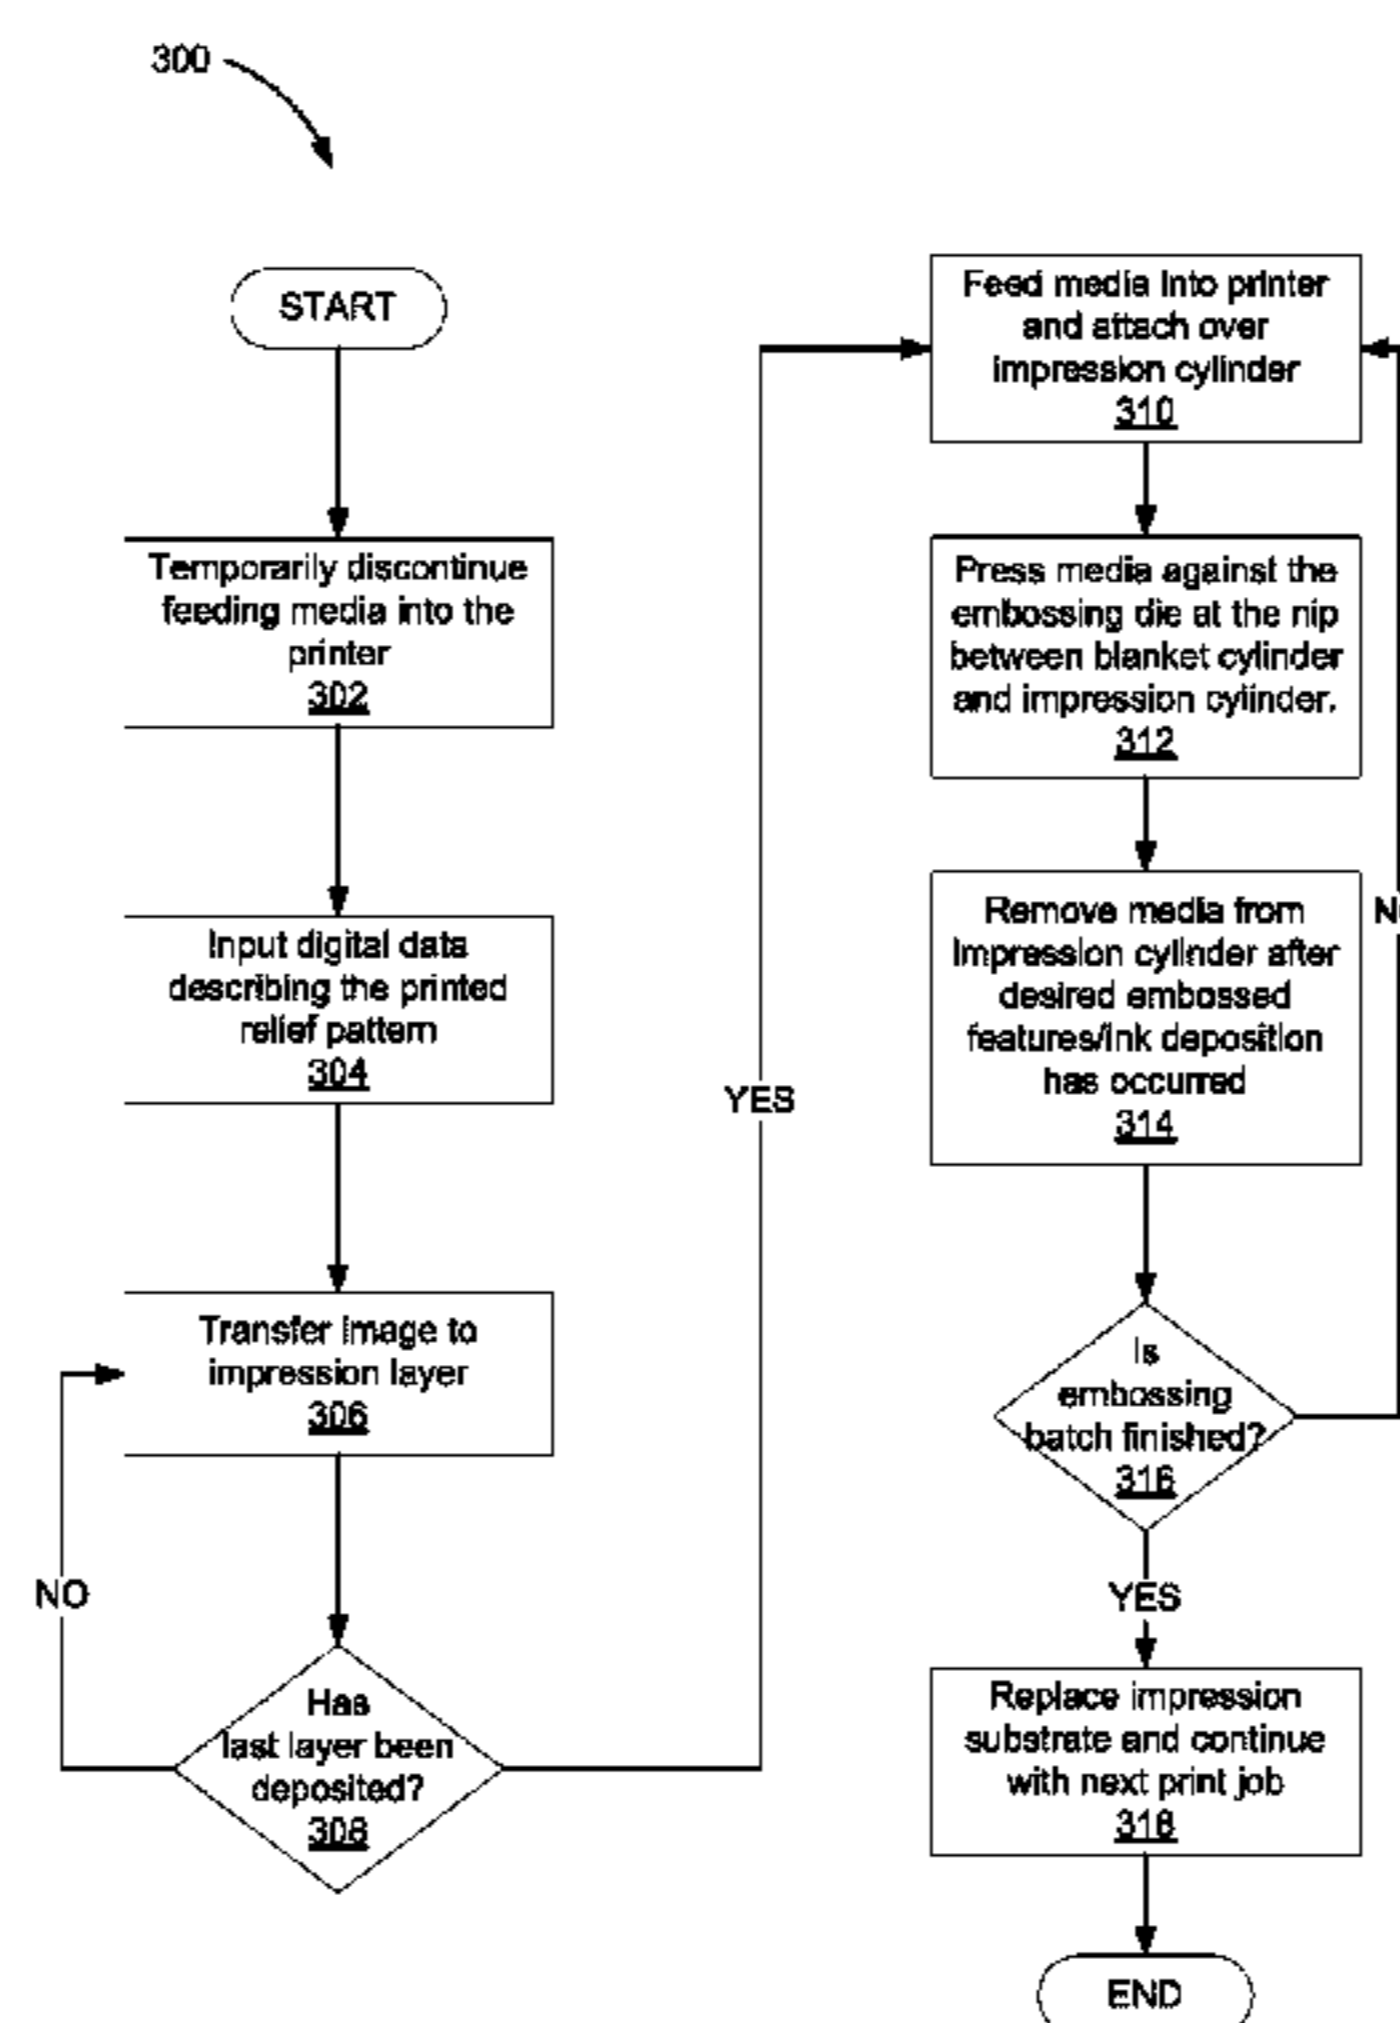 300
START
Temporarily discontinue
feeding media into the
printer
302
Input digital data
describing the printed
relief pattern
304
Transfer image to
impression layer
306
NO
Has
last layer been
deposited?
308
YES
Feed media into printer
and attach over
impression cylinder
310
Press media against the
embossing die at the nip
between blanket cylinder
and impression cylinder.
312
Remove media from
impression cylinder after
desired embossed
features/ink deposition
has occurred
314
Is
embossing
batch finished?
316
YES
Replace impression
substrate and continue
with next print job
318
END